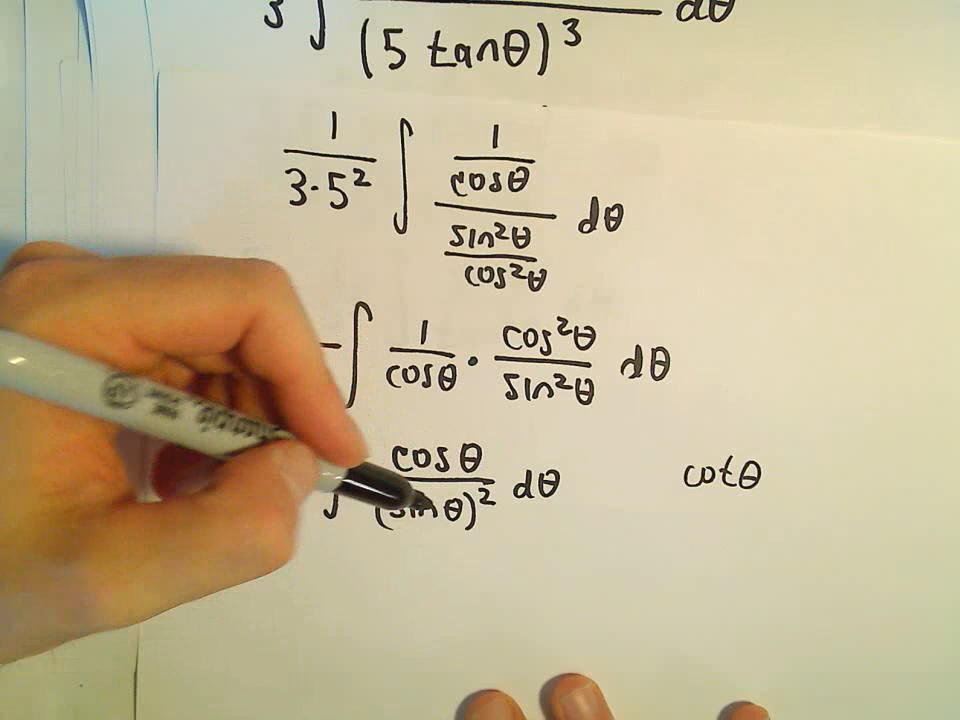 3 ∫ dθ
(5 tanθ)³
1/(3·5²) ∫ (1/cosθ)/(sin²θ/cos²θ) dθ
∫ 1/cosθ · cos²θ/sin²θ dθ
∫ cosθ/(sinθ)² dθ cotθ